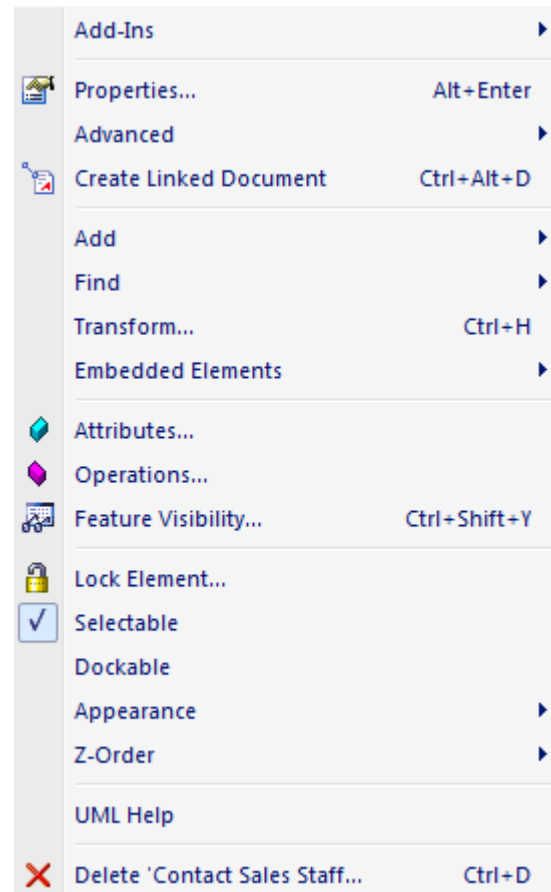 Add-Ins
Properties... Alt+Enter
Advanced
Create Linked Document Ctrl+Alt+D
Add
Find
Transform... Ctrl+H
Embedded Elements
Attributes...
Operations...
Feature Visibility... Ctrl+Shift+Y
Lock Element...
Selectable
Dockable
Appearance
Z-Order
UML Help
Delete 'Contact Sales Staff... Ctrl+D